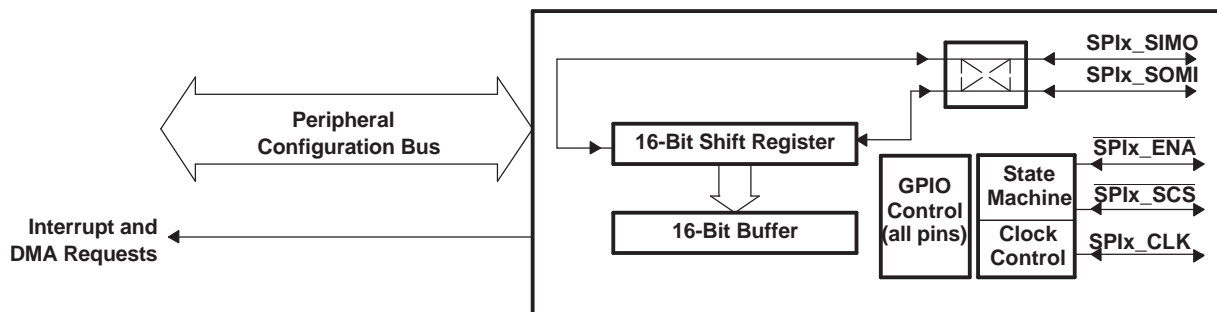 SPIx_SIMO
SPIx_SOMI
Peripheral
Configuration Bus
16-Bit Shift Register
SPIx_ENA
State
Machine
GPIO
Control
(all pins)
SPIx_SCS
Interrupt and
DMA Requests
16-Bit Buffer
Clock
Control
SPIx_CLK